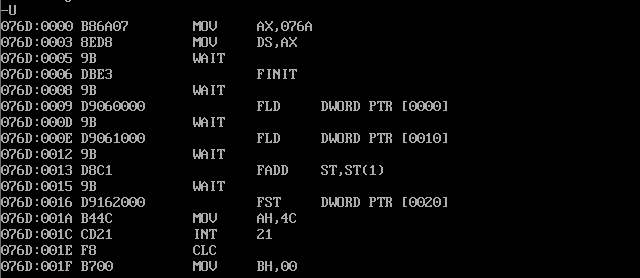 -U
076D:0000 B86A07 MOV AX,076A
076D:0003 8ED8 MOV DS,AX
076D:0005 9B WAIT
076D:0006 DBE3 FINIT
076D:0008 9B WAIT
076D:0009 D9060000 FLD DWORD PTR [0000]
076D:000D 9B WAIT
076D:000E D9061000 FLD DWORD PTR [0010]
076D:0012 9B WAIT
076D:0013 D8C1 FADD ST,ST(1)
076D:0015 9B WAIT
076D:0016 D9162000 FST DWORD PTR [0020]
076D:001A B44C MOV AH,4C
076D:001C CD21 INT 21
076D:001E F8 CLC
076D:001F B700 MOV BH,00